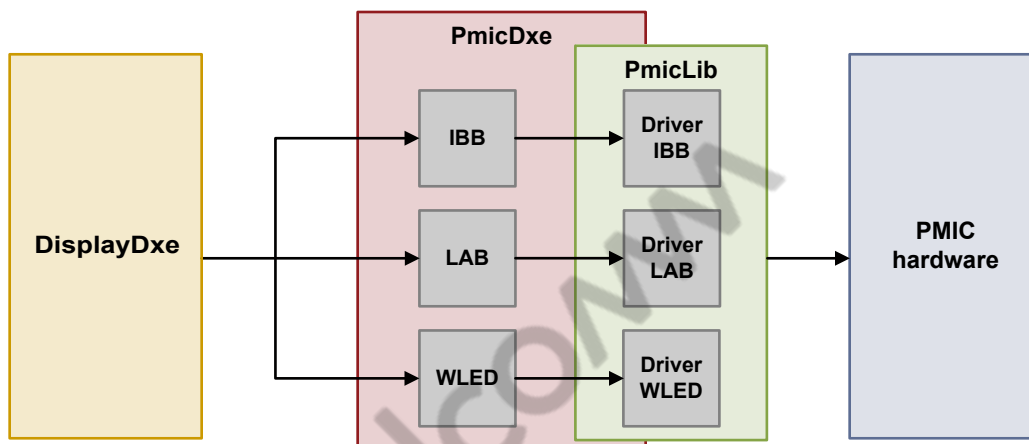 PmicDxe
PmicLib
IBB
Driver
IBB
DisplayDxe
LAB
Driver
LAB
PMIC
hardware
WLED
Driver
WLED